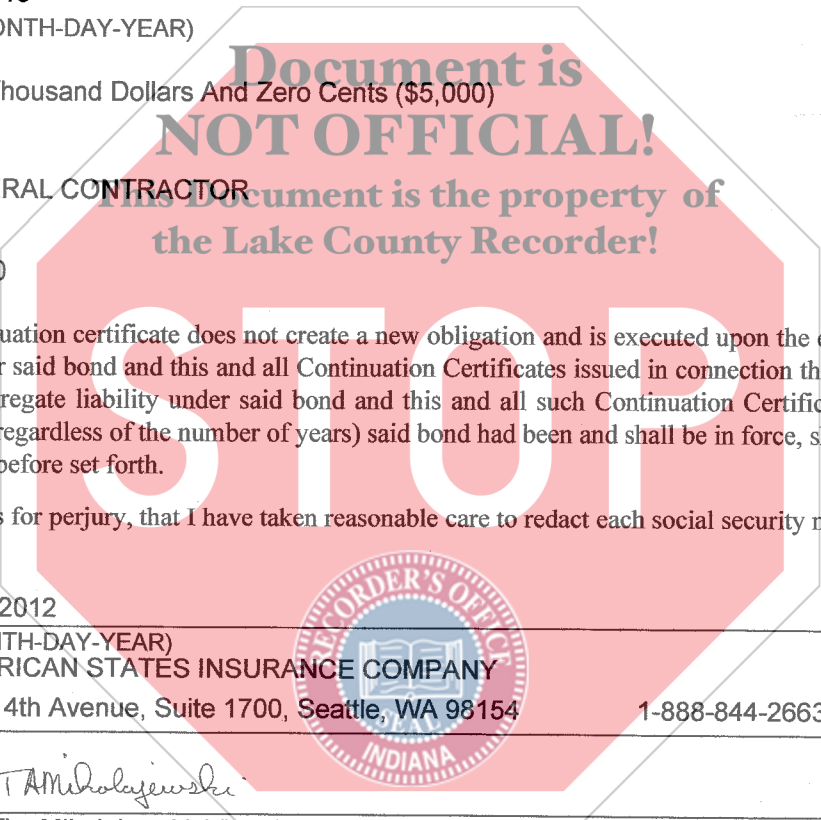 ONTH-DAY-YEAR)
Document is
Thousand Dollars And Zero Cents ($5,000)
NOT OFFICIAL!
RAL CONTRACTOR
This Document is the property of
the Lake County Recorder!
STOP
uation certificate does not create a new obligation and is executed upon the e
r said bond and this and all Continuation Certificates issued in connection th
regate liability under said bond and this and all such Continuation Certific
regardless of the number of years) said bond had been and shall be in force, s
before set forth.
s for perjury, that I have taken reasonable care to redact each social security n
RECORDER'S OFFICE
SEAL
INDIANA
2012
NTH-DAY-YEAR)
RICAN STATES INSURANCE COMPANY
4th Avenue, Suite 1700, Seattle, WA 98154 1-888-844-2663
TAMikolajewski